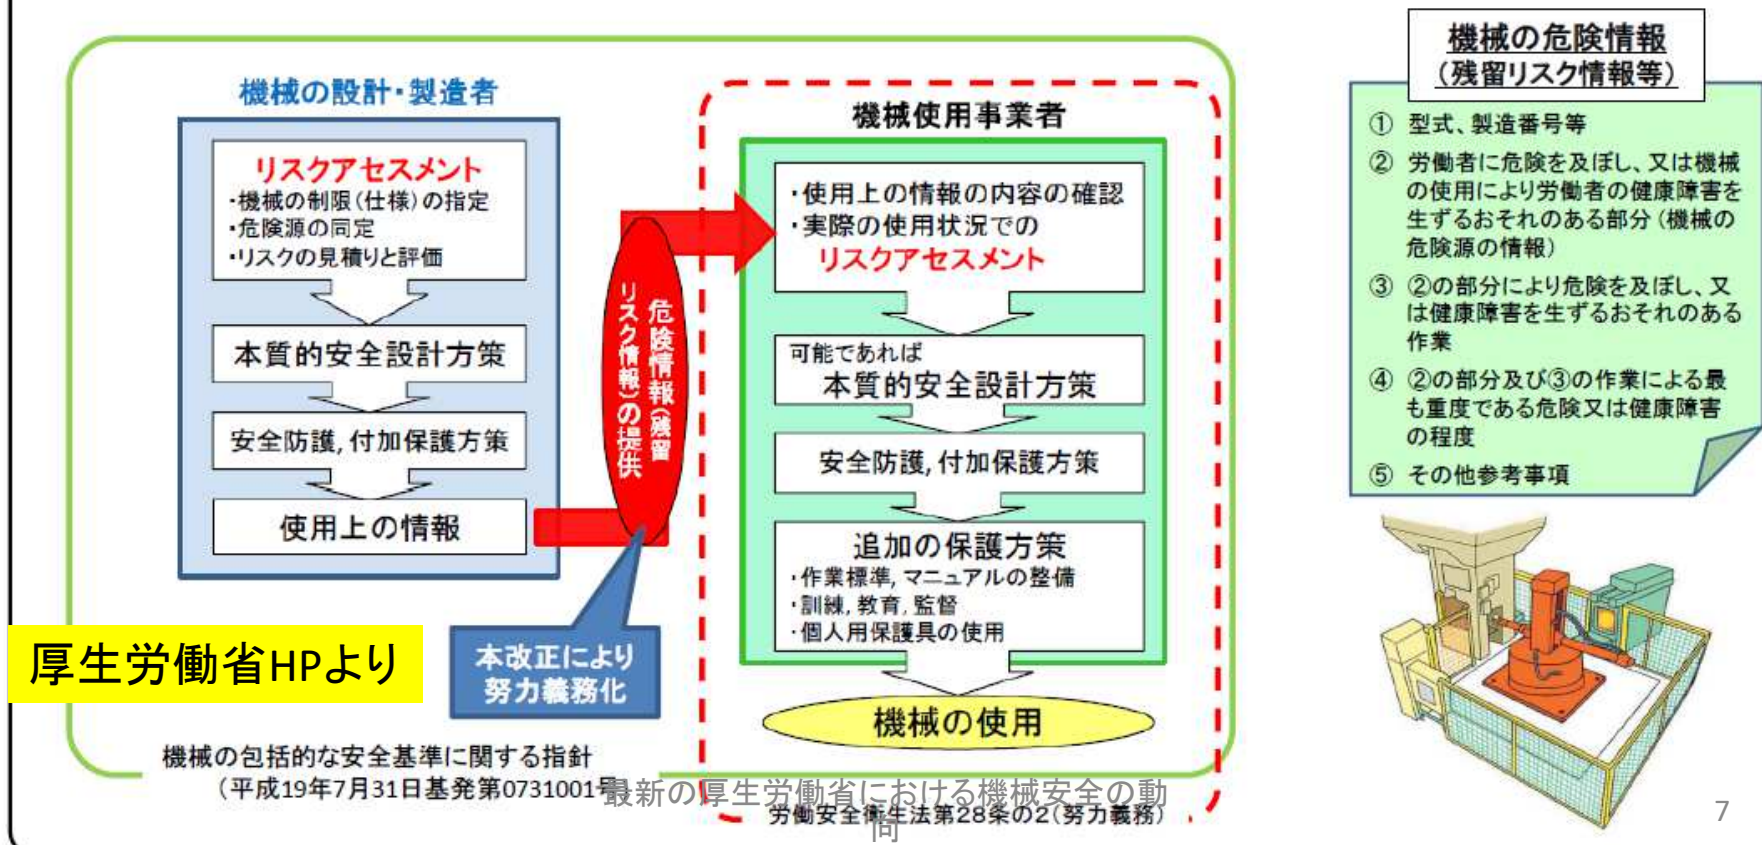 機械の設計・製造者
リスクアセスメント
・機械の制限(仕様)の指定
・危険源の同定
・リスクの見積りと評価
本質的安全設計方策
安全防護,付加保護方策
使用上の情報
危険情報(残留
リスク情報)の提供
本改正により
努力義務化
機械使用事業者
・使用上の情報の内容の確認
・実際の使用状況での
リスクアセスメント
可能であれば
本質的安全設計方策
安全防護,付加保護方策
追加の保護方策
・作業標準,マニュアルの整備
・訓練,教育,監督
・個人用保護具の使用
機械の使用
厚生労働省HPより
機械の包括的な安全基準に関する指針
(平成19年7月31日基発第0731001号)
最新の厚生労働省における機械安全の動
向
労働安全衛生法第28条の2(努力義務)
機械の危険情報
(残留リスク情報等)
① 型式、製造番号等
② 労働者に危険を及ぼし、又は機械
の使用により労働者の健康障害を
生ずるおそれのある部分(機械の
危険源の情報)
③ ②の部分により危険を及ぼし、又
は健康障害を生ずるおそれのある
作業
④ ②の部分及び③の作業による最
も重度である危険又は健康障害
の程度
⑤ その他参考事項
7